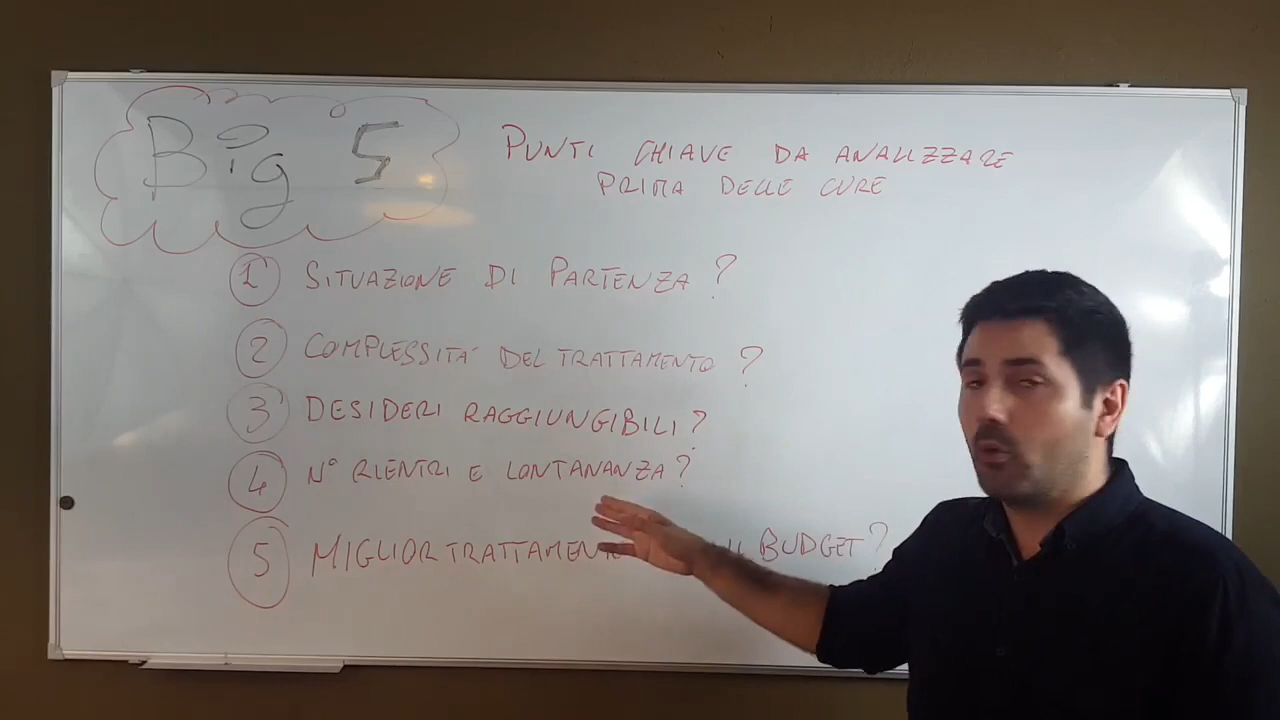 Big 5
PUNTI CHIAVE DA ANALIZZARE
PRIMA DELLE CURE
1 SITUAZIONE DI PARTENZA?
2 COMPLESSITA' DEL TRATTAMENTO?
3 DESIDERI RAGGIUNGIBILI?
4 N° RIENTRI E LONTANANZA?
5 MIGLIOR TRATTAMENT IL BUDGET?